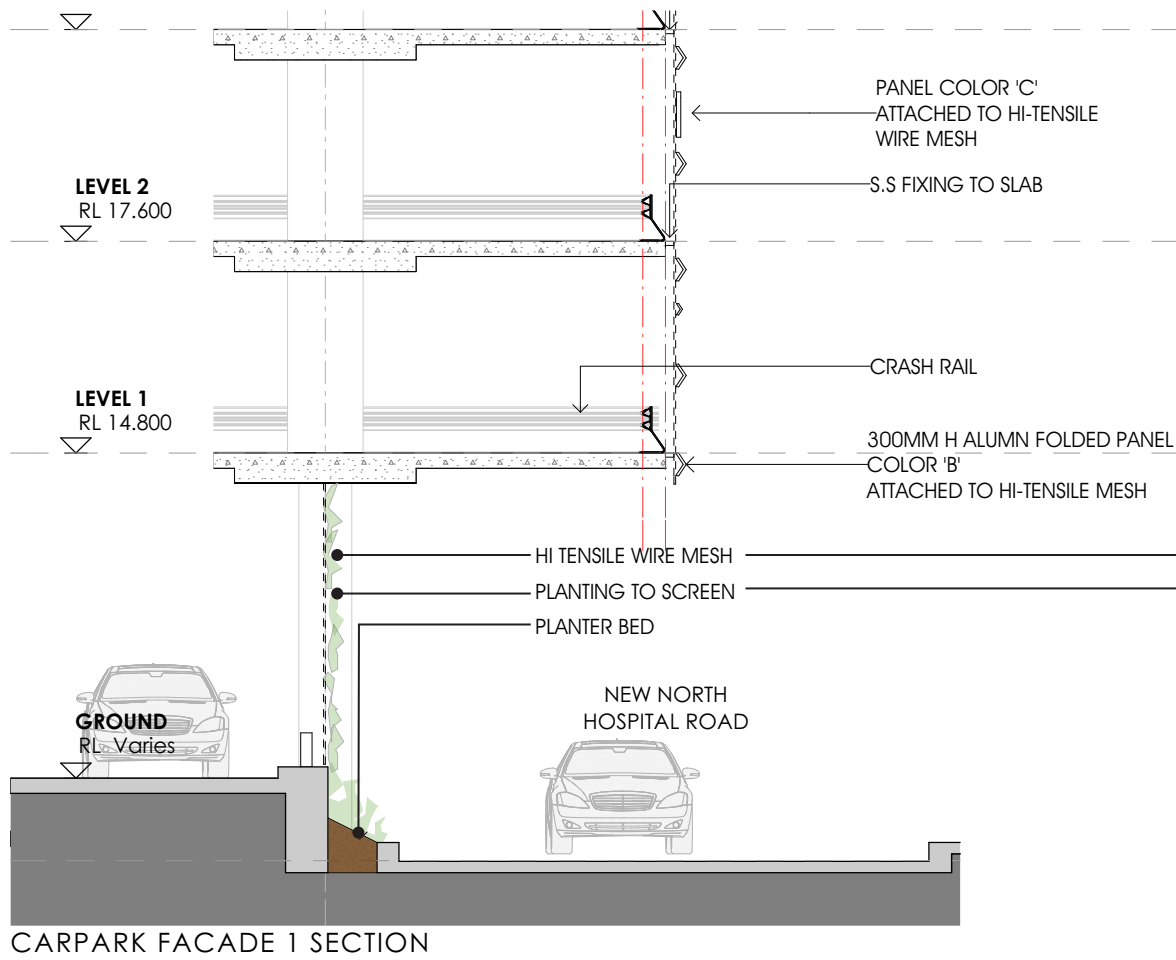 PANEL COLOR 'C'
ATTACHED TO HI-TENSILE
WIRE MESH
LEVEL 2
RL 17.600
S.S FIXING TO SLAB
CRASH RAIL
LEVEL 1
RL 14.800
300MM H ALUMN FOLDED PANEL
COLOR 'B'
ATTACHED TO HI-TENSILE MESH
HI TENSILE WIRE MESH
PLANTING TO SCREEN
PLANTER BED
NEW NORTH
HOSPITAL ROAD
GROUND
RL Varies
CARPARK FACADE 1 SECTION